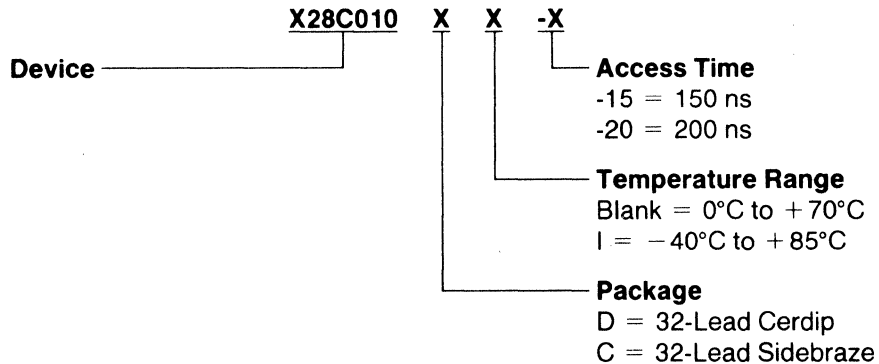 X28C010 X X -X
Device
Access Time
-15 = 150 ns
-20 = 200 ns
Temperature Range
Blank = 0°C to +70°C
I = −40°C to +85°C
Package
D = 32-Lead Cerdip
C = 32-Lead Sidebraze